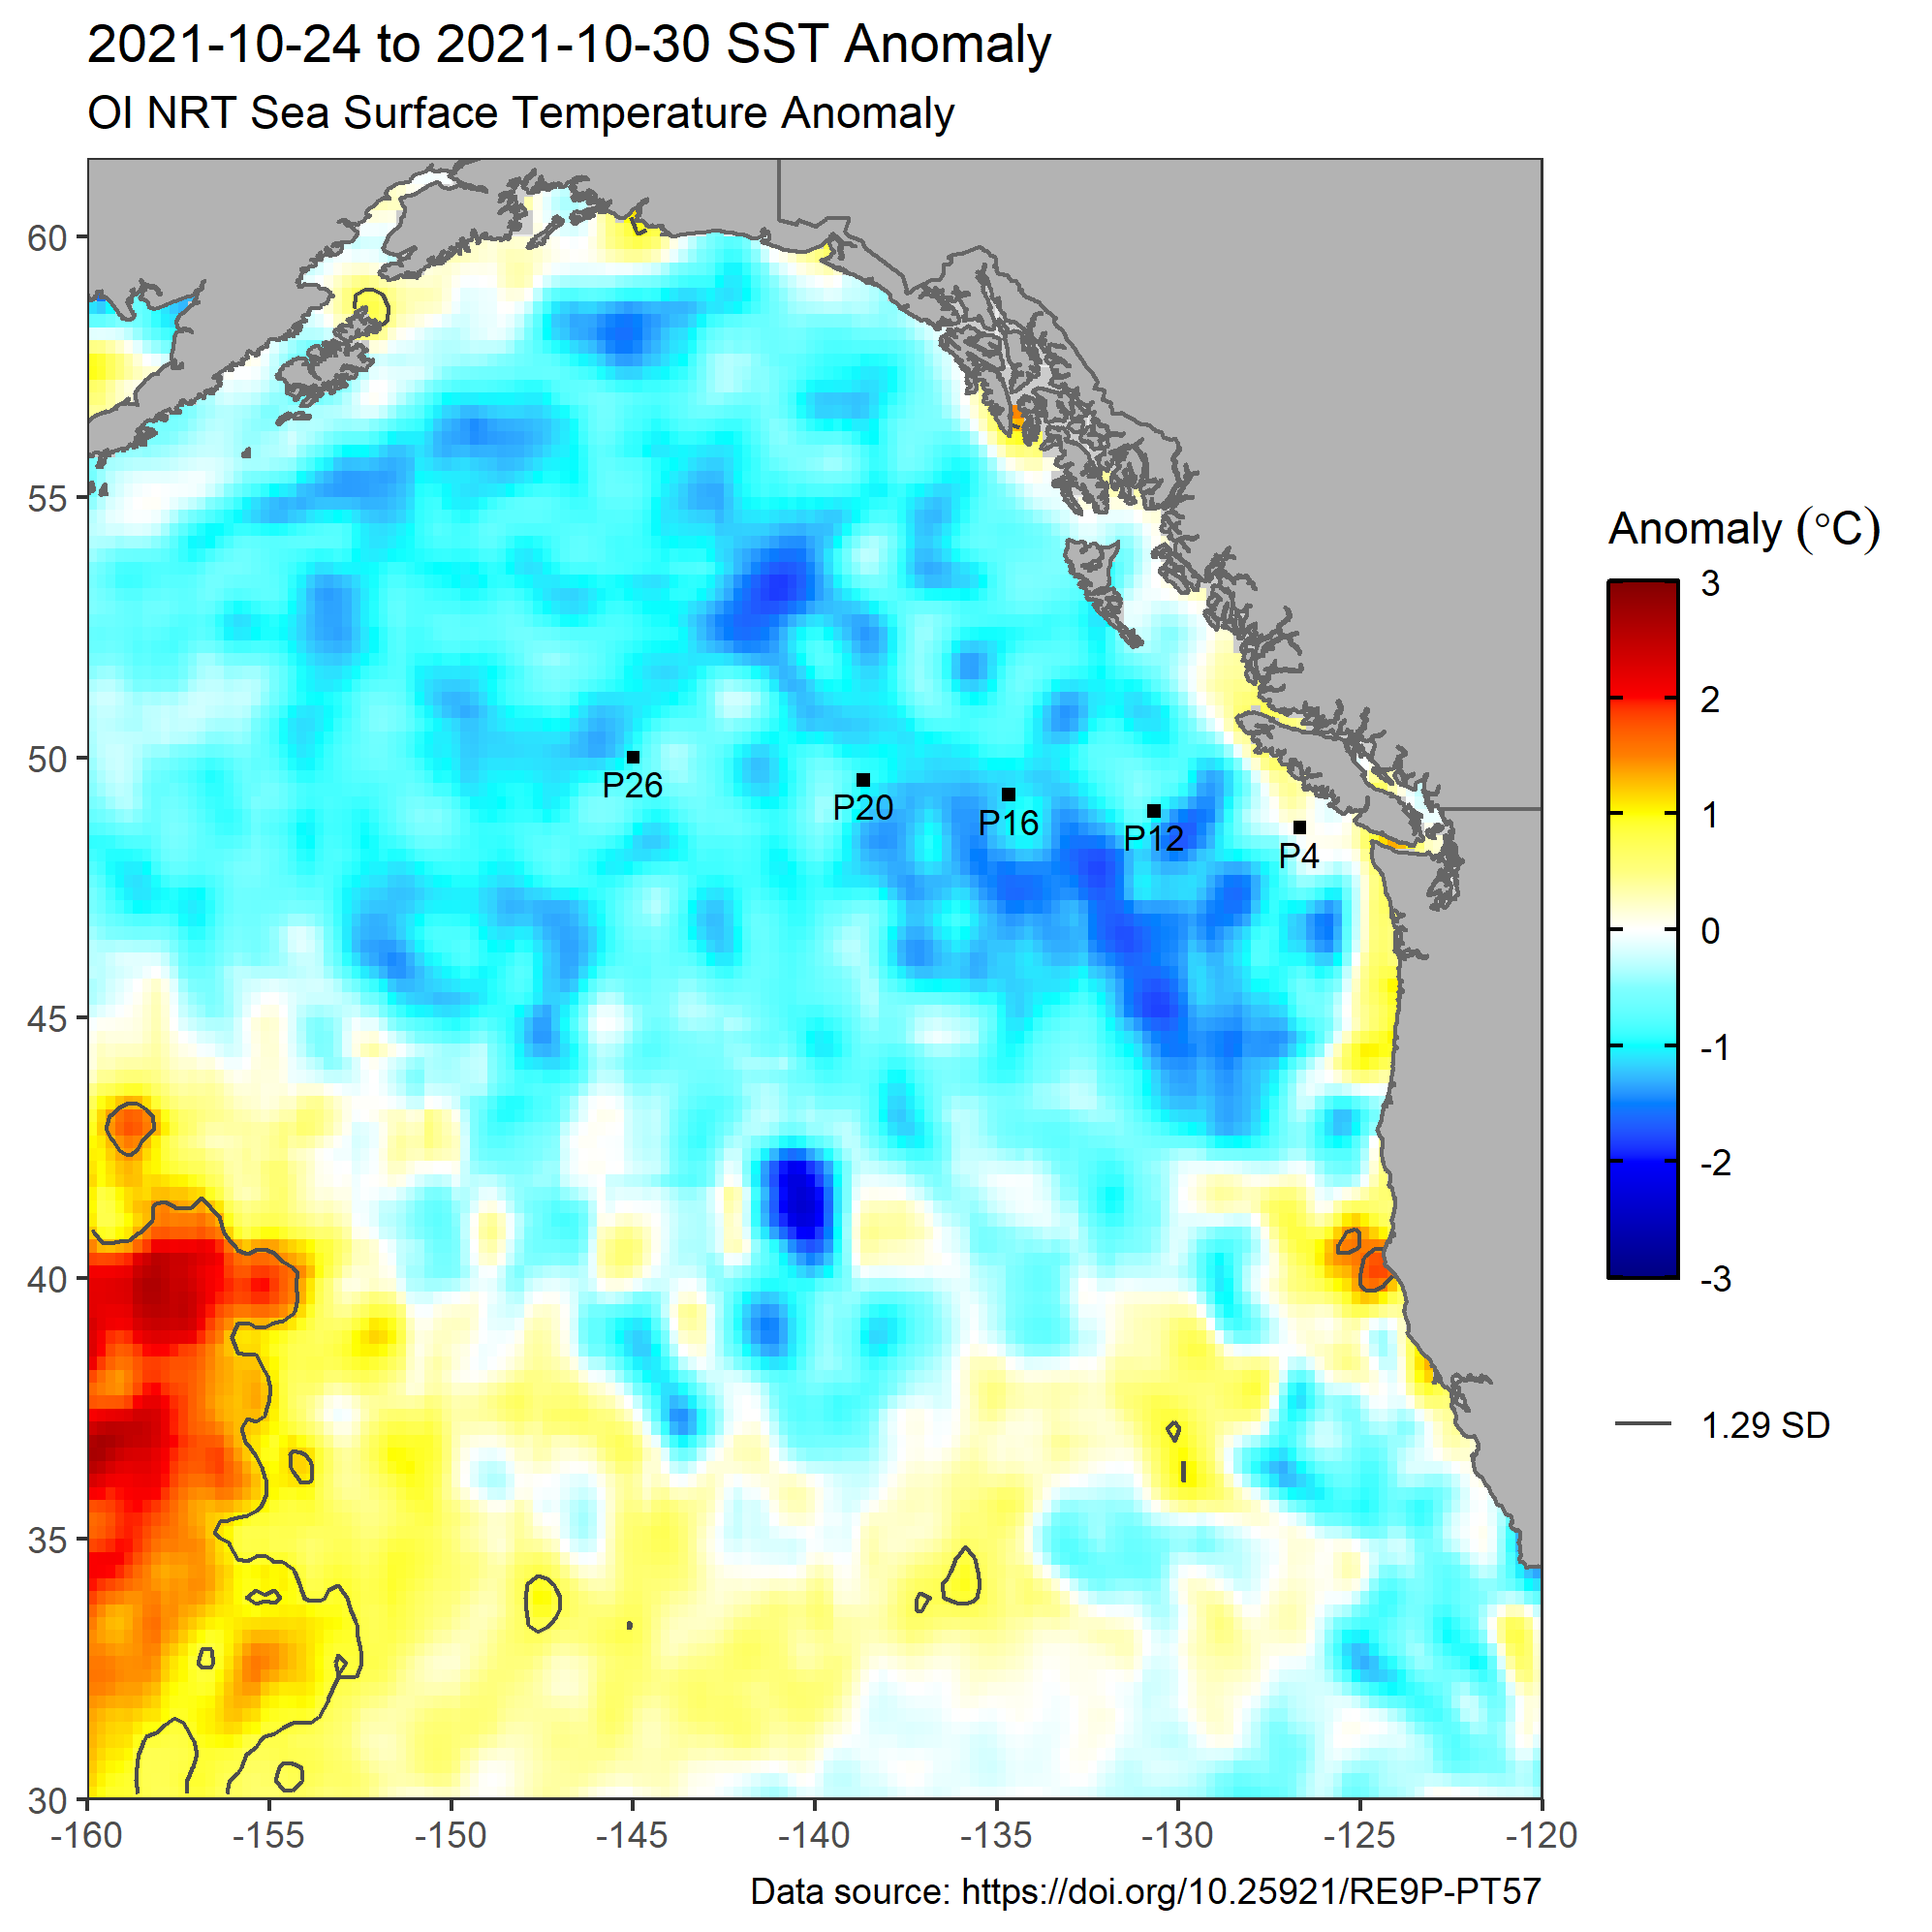 2021-10-24 to 2021-10-30 SST Anomaly
OI NRT Sea Surface Temperature Anomaly
60
55
50
45
40
35
30
-160
-155
-150
-145
-140
-135
-130
-125
-120
P26
P20
P16
P12
P4
Anomaly (°C)
3
2
1
0
-1
-2
-3
1.29 SD
Data source: https://doi.org/10.25921/RE9P-PT57